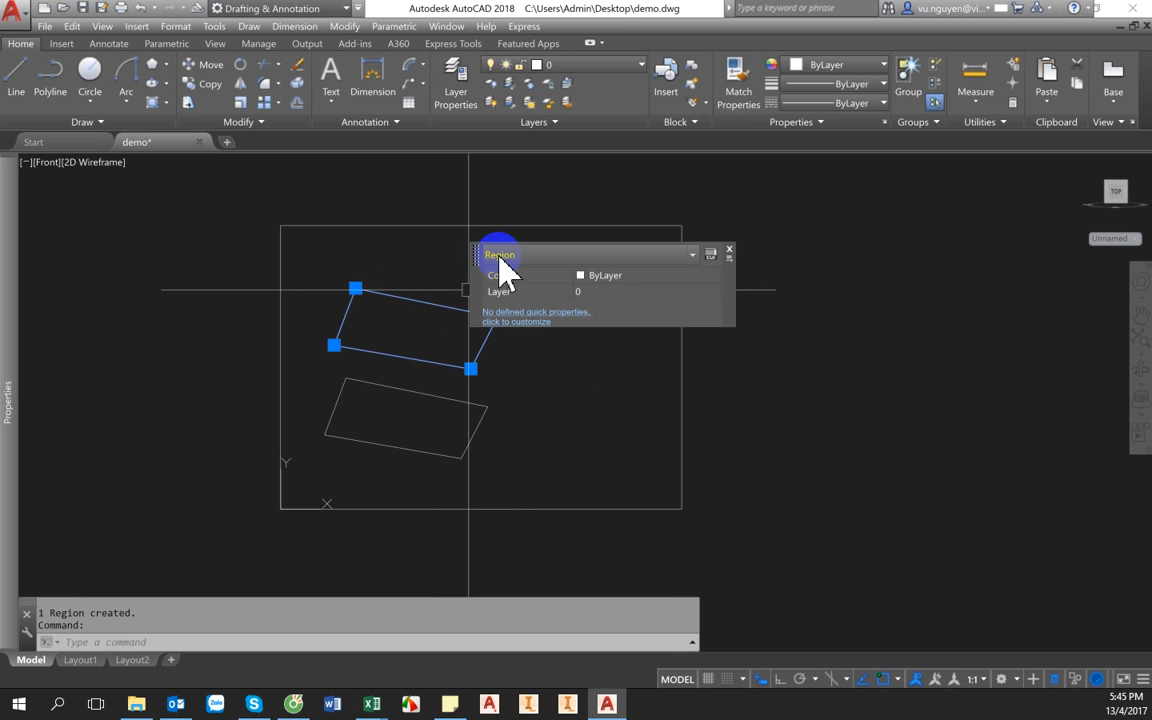 Drafting & Annotation
Autodesk AutoCAD 2018 C:\Users\Admin\Desktop\demo.dwg
Type a keyword or phrase
vu.nguyen@vi...
File Edit View Insert Format Tools Draw Dimension Modify Parametric Window Help Express
Home Insert Annotate Parametric View Manage Output Add-ins A360 Express Tools Featured Apps
Line Polyline Circle Arc
Move
Copy
Text Dimension
Layer
Properties
0
Insert
Match
Properties
ByLayer
ByLayer
ByLayer
Group
Measure
Paste
Base
Draw Modify Annotation Layers Block Properties Groups Utilities Clipboard View
Start demo*
[−][Front][2D Wireframe]
TOP
Unnamed
Region
ByLayer
Layer 0
No defined quick properties,
click to customize
Properties
Y
X
1 Region created.
Command:
Type a command
Model Layout1 Layout2
MODEL
1:1
Zalo
5:45 PM
13/4/2017